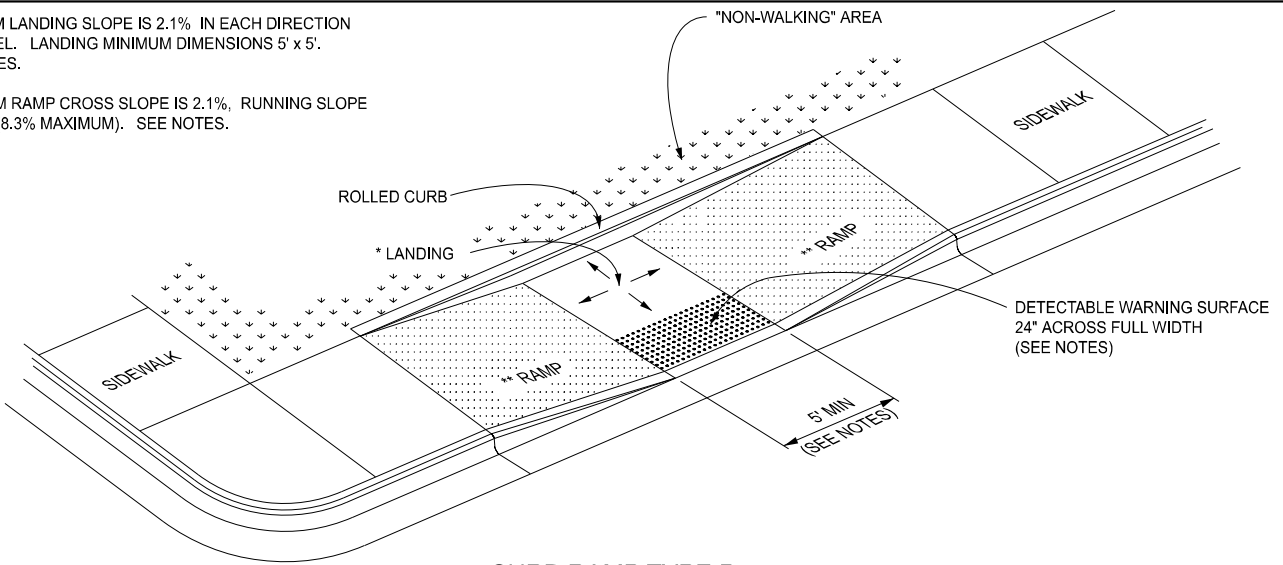 LANDING SLOPE IS 2.1% IN EACH DIRECTION
LANDING MINIMUM DIMENSIONS 5' x 5'.
RAMP CROSS SLOPE IS 2.1%, RUNNING SLOPE
8.3% MAXIMUM). SEE NOTES.
"NON-WALKING" AREA
SIDEWALK
ROLLED CURB
* LANDING
** RAMP
DETECTABLE WARNING SURFACE
24" ACROSS FULL WIDTH
(SEE NOTES)
SIDEWALK
** RAMP
5' MIN
(SEE NOTES)